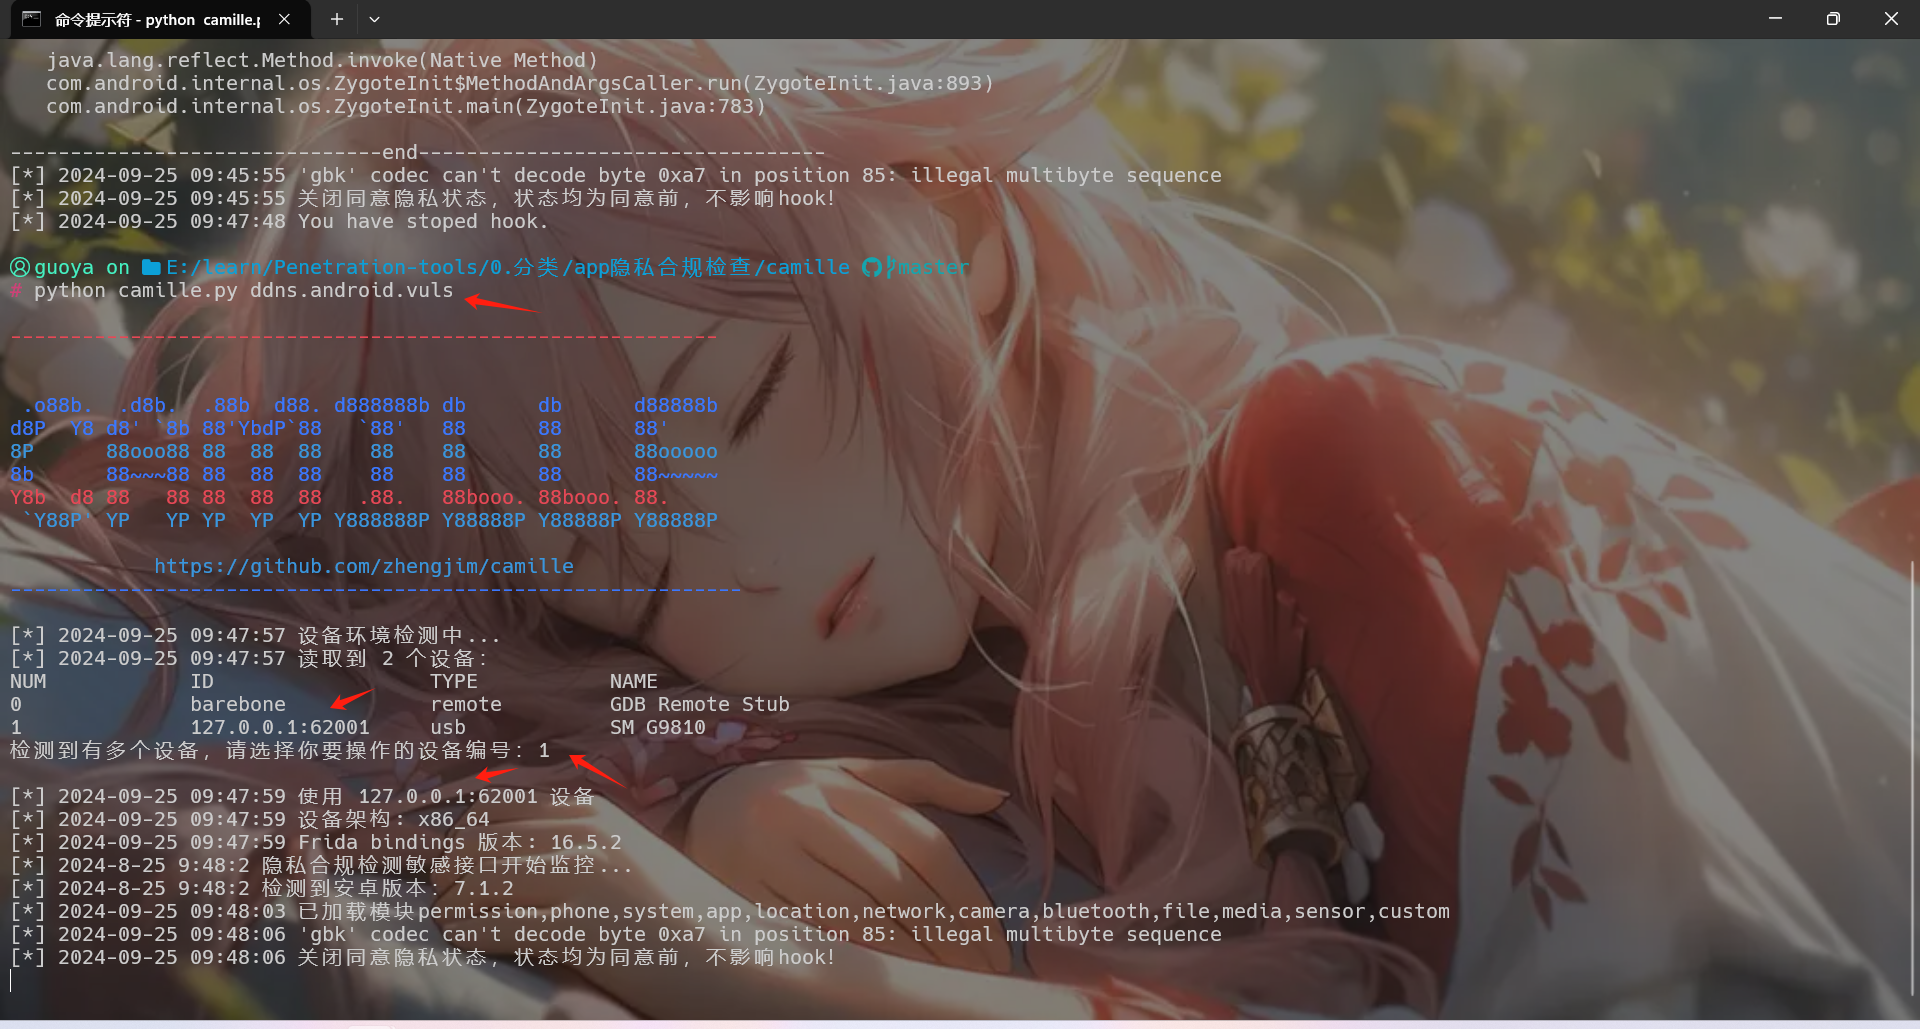 命令提示符 - python  camille.p
java.lang.reflect.Method.invoke(Native Method)
com.android.internal.os.ZygoteInit$MethodAndArgsCaller.run(ZygoteInit.java:893)
com.android.internal.os.ZygoteInit.main(ZygoteInit.java:783)
-------------------------------end----------------------------------
[*] 2024-09-25 09:45:55 'gbk' codec can't decode byte 0xa7 in position 85: illegal multibyte sequence
[*] 2024-09-25 09:45:55 关闭同意隐私状态，状态均为同意前，不影响hook!
[*] 2024-09-25 09:47:48 You have stoped hook.
guoya on E:/learn/Penetration-tools/0.分类/app隐私合规检查/camille master
# python camille.py ddns.android.vuls
-----------------------------------------------------------
 .o88b.  .d8b.  .88b  d88. d888888b db      db      d88888b
d8P  Y8 d8' `8b 88'YbdP`88   `88'   88      88      88'
8P      88ooo88 88  88  88    88    88      88      88ooooo
8b      88~~~88 88  88  88    88    88      88      88~~~~~
Y8b  d8 88   88 88  88  88   .88.   88booo. 88booo. 88.
 `Y88P' YP   YP YP  YP  YP Y888888P Y88888P Y88888P Y88888P
https://github.com/zhengjim/camille
-------------------------------------------------------------
[*] 2024-09-25 09:47:57 设备环境检测中...
[*] 2024-09-25 09:47:57 读取到 2 个设备:
NUM            ID                  TYPE           NAME
0              barebone            remote         GDB Remote Stub
1              127.0.0.1:62001     usb            SM G9810
检测到有多个设备，请选择你要操作的设备编号: 1
[*] 2024-09-25 09:47:59 使用 127.0.0.1:62001 设备
[*] 2024-09-25 09:47:59 设备架构: x86_64
[*] 2024-09-25 09:47:59 Frida bindings 版本: 16.5.2
[*] 2024-8-25 9:48:2 隐私合规检测敏感接口开始监控...
[*] 2024-8-25 9:48:2 检测到安卓版本: 7.1.2
[*] 2024-09-25 09:48:03 已加载模块permission,phone,system,app,location,network,camera,bluetooth,file,media,sensor,custom
[*] 2024-09-25 09:48:06 'gbk' codec can't decode byte 0xa7 in position 85: illegal multibyte sequence
[*] 2024-09-25 09:48:06 关闭同意隐私状态，状态均为同意前，不影响hook!